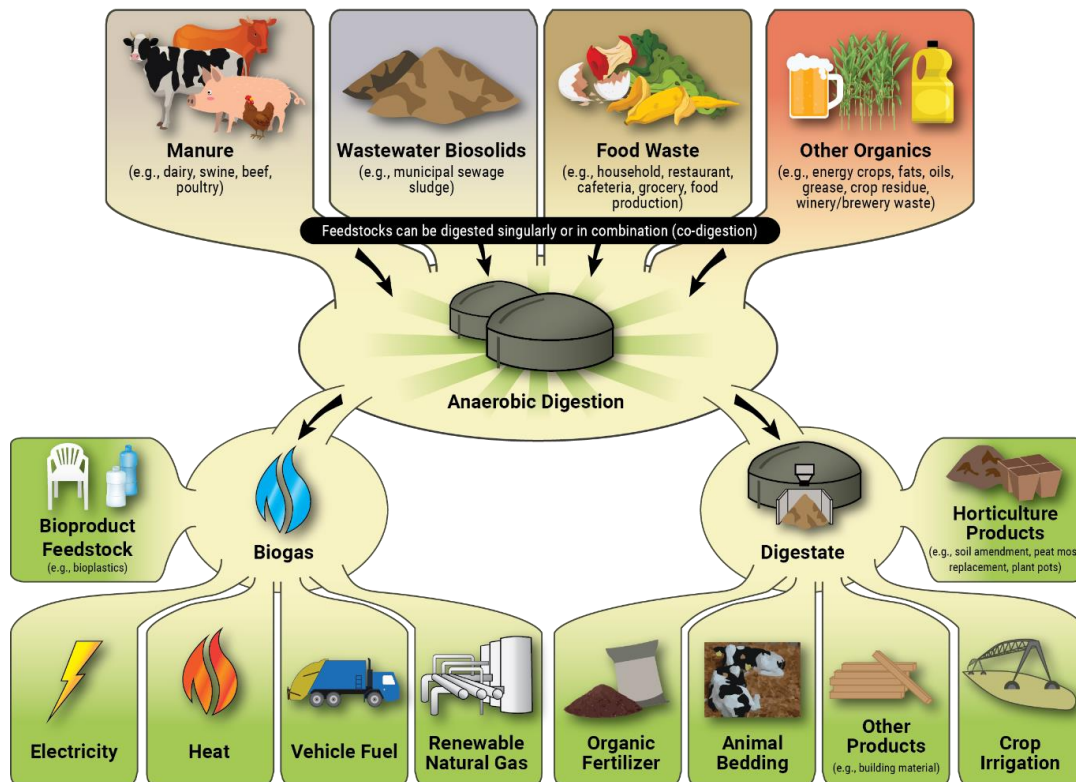 Manure
(e.g., dairy, swine, beef,
poultry)
Wastewater Biosolids
(e.g., municipal sewage
sludge)
Food Waste
(e.g., household, restaurant,
cafeteria, grocery, food
production)
Other Organics
(e.g., energy crops, fats, oils,
grease, crop residue,
winery/brewery waste)
Feedstocks can be digested singularly or in combination (co-digestion)
Anaerobic Digestion
Bioproduct
Feedstock
(e.g., bioplastics)
Biogas
Digestate
Horticulture
Products
(e.g., soil amendment, peat mos
replacement, plant pots)
Electricity
Heat
Vehicle Fuel
Renewable
Natural Gas
Organic
Fertilizer
Animal
Bedding
Other
Products
(e.g., building material)
Crop
Irrigation